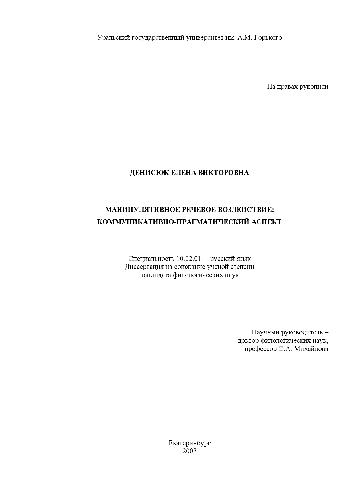 Уральский государственный университет им. А.М. Горького
На правах рукописи
ДЕНИСЮК ЕЛЕНА ВИКТОРОВНА
МАНИПУЛЯТИВНОЕ РЕЧЕВОЕ ВОЗДЕЙСТВИЕ:
КОММУНИКАТИВНО-ПРАГМАТИЧЕСКИЙ АСПЕКТ
Специальность 10.02.01 – русский язык
Диссертация на соискание ученой степени
кандидата филологических наук
Научный руководитель –
доктор филологических наук,
профессор Михайлова
Екатеринбург